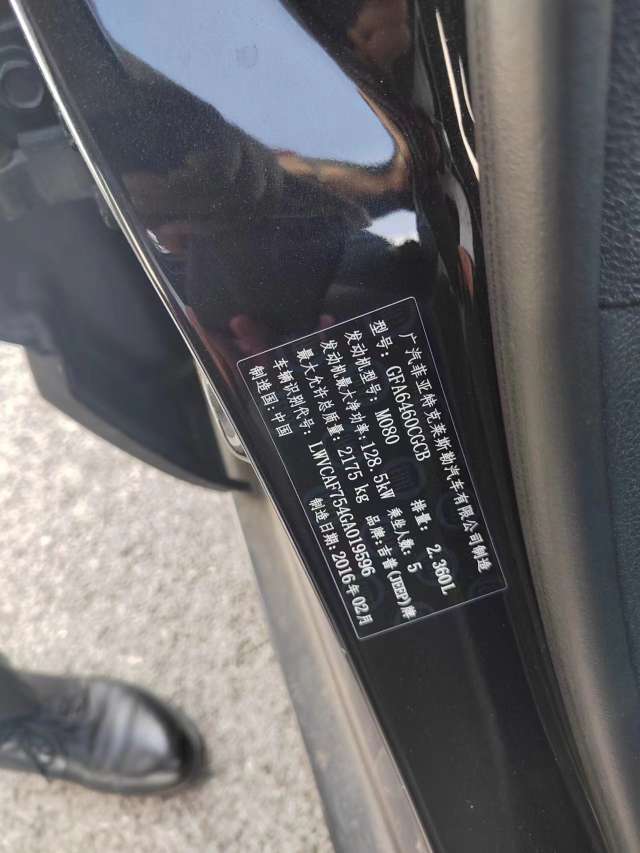 广汽菲亚特克莱斯勒汽车有限公司制造
型号: GFA6460CGCB
发动机型号: M080 排量: 2.360L
发动机最大净功率: 128.5kW 乘坐人数: 5
最大允许总质量: 2175 kg 品牌: 吉普(JEEP)牌
车辆识别代号: LWVCAF754GA019596
制造国: 中国 制造日期: 2016年02月